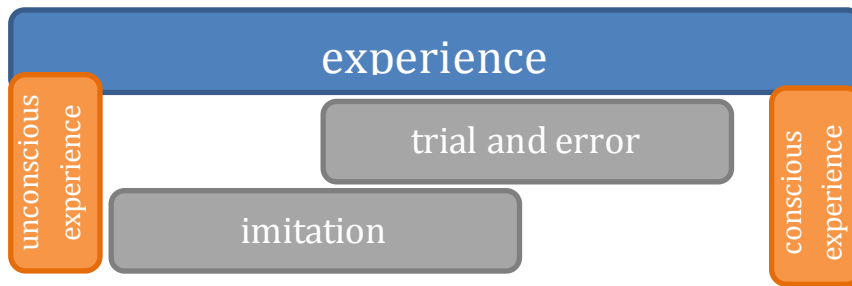 experience
unconscious
experience
trial and error
imitation
conscious
experience